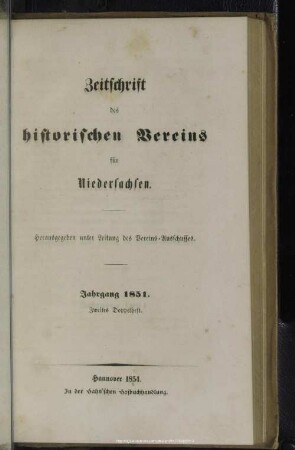 Zeitschrift
des
historischen Vereins
für
Niedersachsen.
Herausgegeben unter Leitung des Vereins-Ausschusses.
Jahrgang 1851.
Zweites Doppelheft.
Hannover 1854.
In der Hahn'schen Hofbuchhandlung.